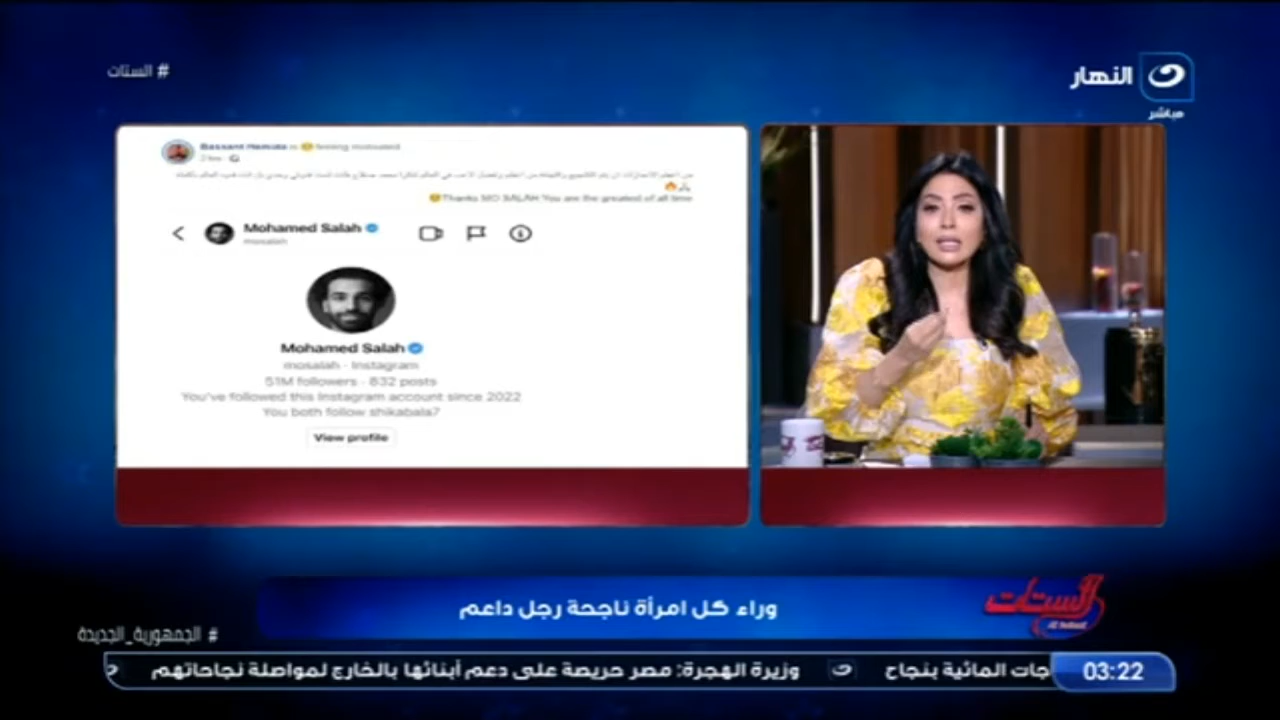 # الستات
النهار
مباشر
Bassant Hemida is feeling motivated
Thanks MO SALAH You are the greatest of all time
Mohamed Salah
mosalah
Mohamed Salah
mosalah · Instagram
51M followers · 832 posts
You've followed this Instagram account since 2022
You both follow shikabala7
View profile
وراء كل امرأة ناجحة رجل داعم
الستات
# الجمهورية_الجديدة
03:22
جات المائية بنجاح
وزيرة الهجرة: مصر حريصة على دعم أبنائها بالخارج لمواصلة نجاحاتهم